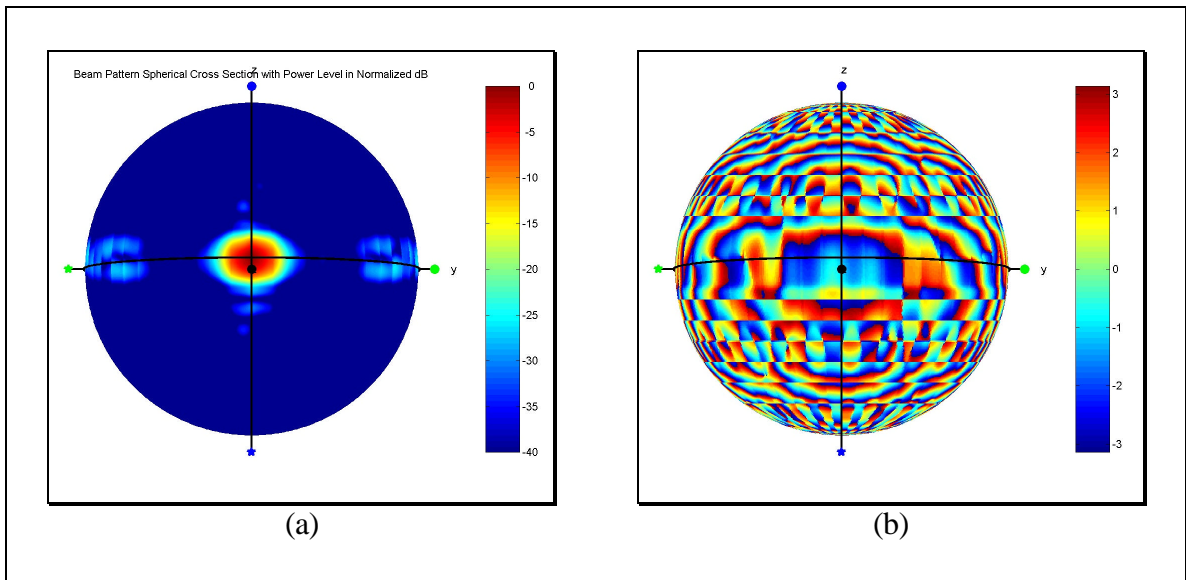 Beam Pattern Spherical Cross Section with Power Level in Normalized dB
z
0
-5
-10
-15
-20
-25
-30
-35
-40
y
(a)
z
3
2
1
0
-1
-2
-3
y
(b)